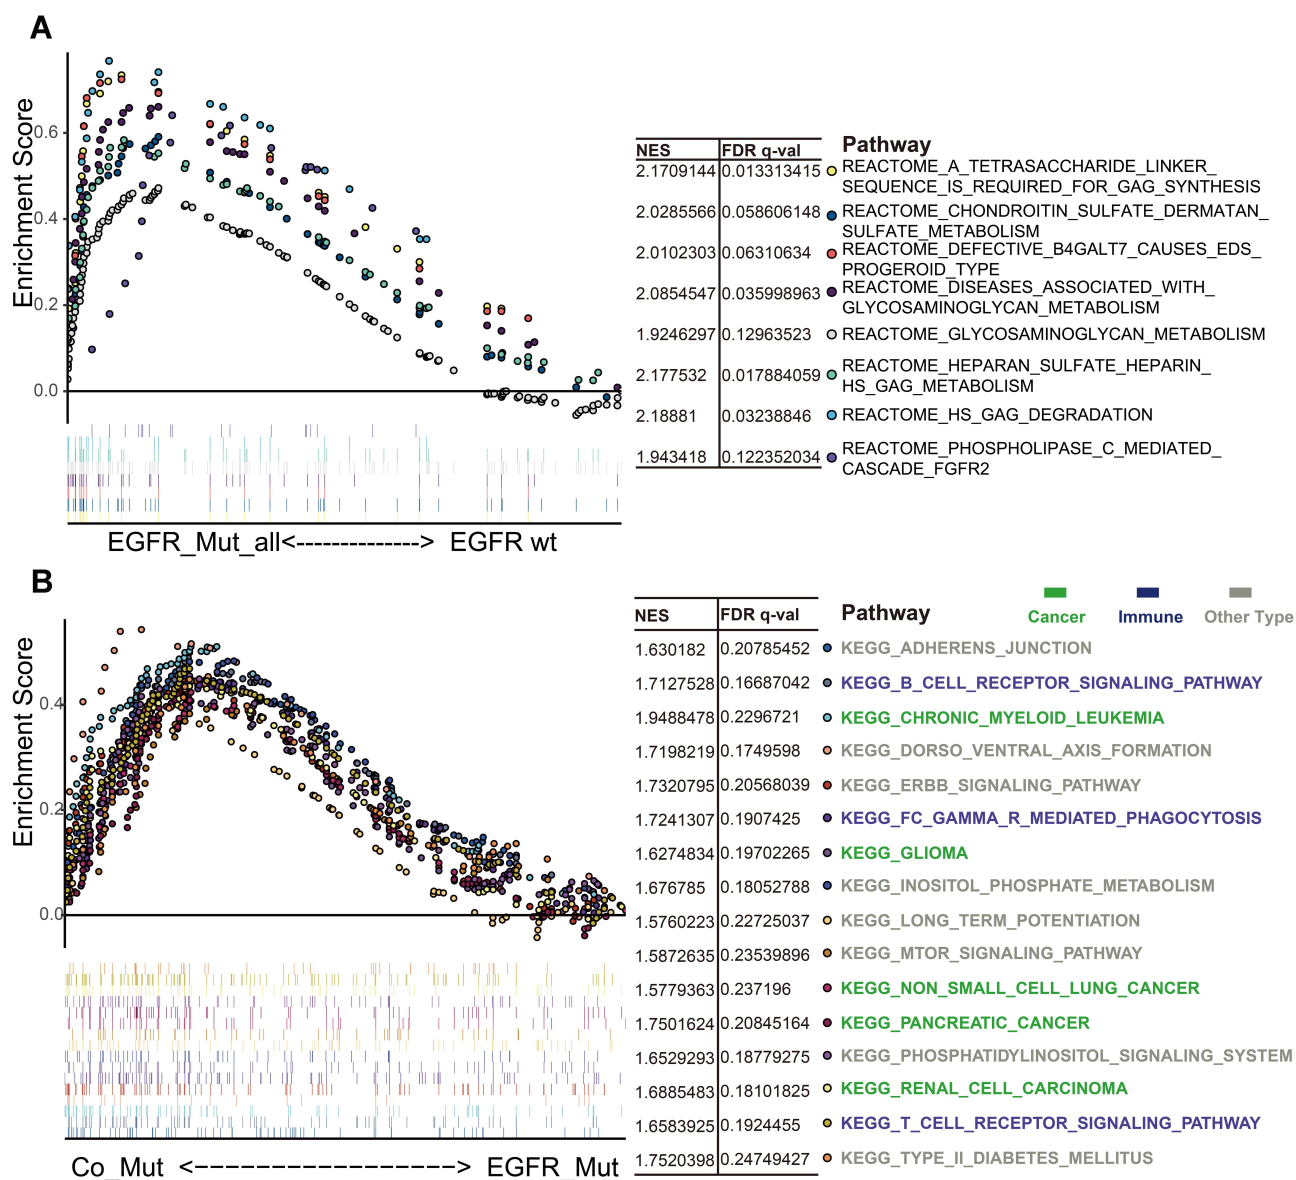 A
Enrichment Score
0.6
0.4
0.2
0.0
EGFR_Mut_all<-------------->  EGFR wt
NES FDR q-val Pathway
2.1709144 0.013313415 REACTOME_A_TETRASACCHARIDE_LINKER_
SEQUENCE_IS_REQUIRED_FOR_GAG_SYNTHESIS
2.0285566 0.058606148 REACTOME_CHONDROITIN_SULFATE_DERMATAN_
SULFATE_METABOLISM
2.0102303 0.06310634 REACTOME_DEFECTIVE_B4GALT7_CAUSES_EDS_
PROGEROID_TYPE
2.0854547 0.035998963 REACTOME_DISEASES_ASSOCIATED_WITH_
GLYCOSAMINOGLYCAN_METABOLISM
1.9246297 0.12963523 REACTOME_GLYCOSAMINOGLYCAN_METABOLISM
2.177532 0.017884059 REACTOME_HEPARAN_SULFATE_HEPARIN_
HS_GAG_METABOLISM
2.18881 0.03238846 REACTOME_HS_GAG_DEGRADATION
1.943418 0.122352034 REACTOME_PHOSPHOLIPASE_C_MEDIATED_
CASCADE_FGFR2
B
Enrichment Score
0.4
0.2
0.0
Co_Mut <--------------------> EGFR_Mut
Cancer Immune Other Type
NES FDR q-val Pathway
1.630182 0.20785452 KEGG_ADHERENS_JUNCTION
1.7127528 0.16687042 KEGG_B_CELL_RECEPTOR_SIGNALING_PATHWAY
1.9488478 0.2296721 KEGG_CHRONIC_MYELOID_LEUKEMIA
1.7198219 0.1749598 KEGG_DORSO_VENTRAL_AXIS_FORMATION
1.7320795 0.20568039 KEGG_ERBB_SIGNALING_PATHWAY
1.7241307 0.1907425 KEGG_FC_GAMMA_R_MEDIATED_PHAGOCYTOSIS
1.6274834 0.19702265 KEGG_GLIOMA
1.676785 0.18052788 KEGG_INOSITOL_PHOSPHATE_METABOLISM
1.5760223 0.22725037 KEGG_LONG_TERM_POTENTIATION
1.5872635 0.23539896 KEGG_MTOR_SIGNALING_PATHWAY
1.5779363 0.237196 KEGG_NON_SMALL_CELL_LUNG_CANCER
1.7501624 0.20845164 KEGG_PANCREATIC_CANCER
1.6529293 0.18779275 KEGG_PHOSPHATIDYLINOSITOL_SIGNALING_SYSTEM
1.6885483 0.18101825 KEGG_RENAL_CELL_CARCINOMA
1.6583925 0.1924455 KEGG_T_CELL_RECEPTOR_SIGNALING_PATHWAY
1.7520398 0.24749427 KEGG_TYPE_II_DIABETES_MELLITUS